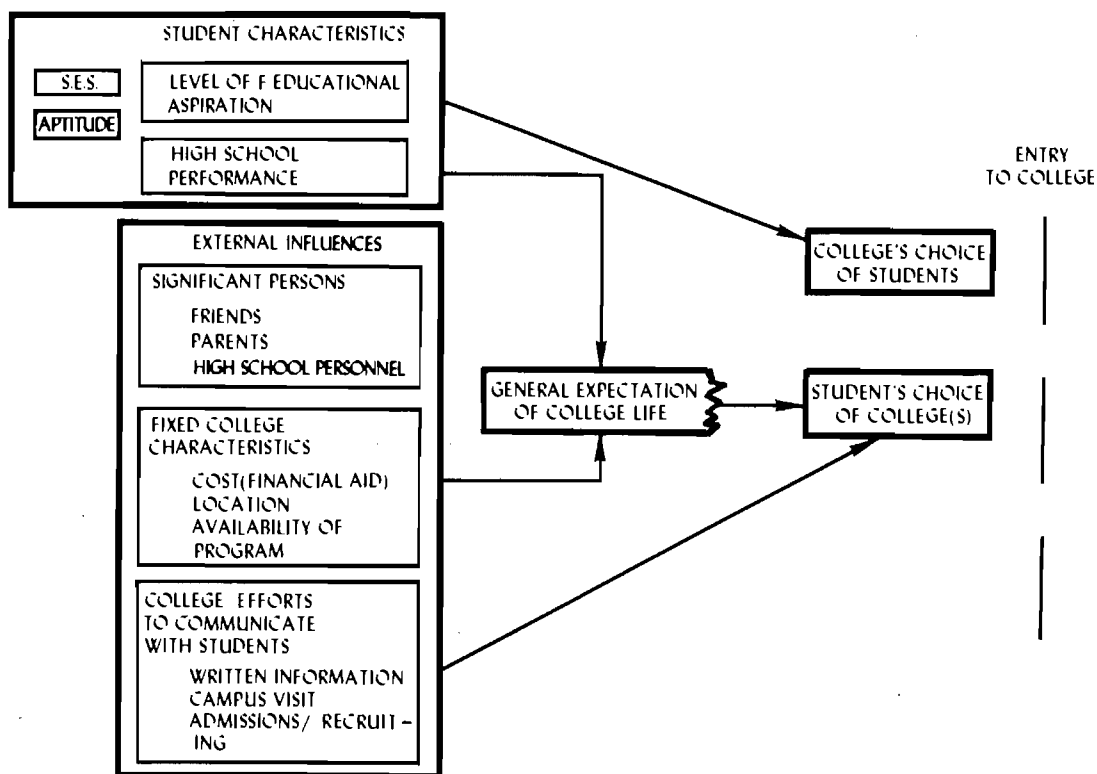 STUDENT CHARACTERISTICS
S.E.S.
APTITUDE
LEVEL OF F EDUCATIONAL
ASPIRATION
HIGH SCHOOL
PERFORMANCE
EXTERNAL INFLUENCES
SIGNIFICANT PERSONS
FRIENDS
PARENTS
HIGH SCHOOL PERSONNEL
FIXED COLLEGE
CHARACTERISTICS
COST(FINANCIAL AID)
LOCATION
AVAILABILITY OF
PROGRAM
COLLEGE EFFORTS
TO COMMUNICATE
WITH STUDENTS
WRITTEN INFORMATION
CAMPUS VISIT
ADMISSIONS/ RECRUIT-
ING
GENERAL EXPECTATION
OF COLLEGE LIFE
COLLEGE'S CHOICE
OF STUDENTS
STUDENT'S CHOICE
OF COLLEGE(S)
ENTRY
TO COLLEGE